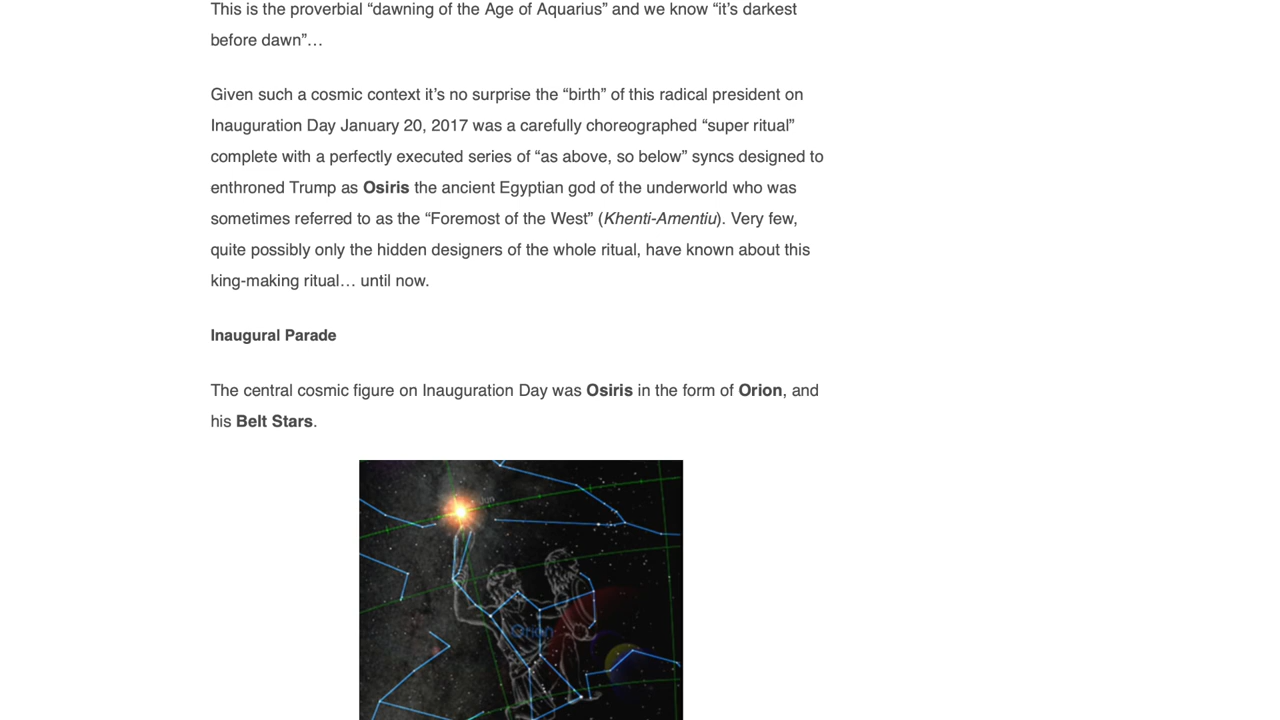 This is the proverbial “dawning of the Age of Aquarius” and we know “it’s darkest
before dawn”…
Given such a cosmic context it’s no surprise the “birth” of this radical president on
Inauguration Day January 20, 2017 was a carefully choreographed “super ritual”
complete with a perfectly executed series of “as above, so below” syncs designed to
enthroned Trump as Osiris the ancient Egyptian god of the underworld who was
sometimes referred to as the “Foremost of the West” (Khenti-Amentiu). Very few,
quite possibly only the hidden designers of the whole ritual, have known about this
king-making ritual… until now.
Inaugural Parade
The central cosmic figure on Inauguration Day was Osiris in the form of Orion, and
his Belt Stars.
Orion